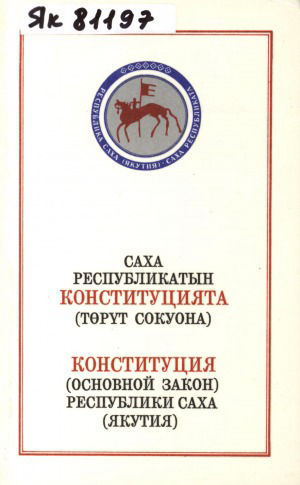 Як 81197
РЕСПУБЛИКА САХА (ЯКУТИЯ) · САХА РЕСПУБЛИКАТА
САХА
РЕСПУБЛИКАТЫН
КОНСТИТУЦИЯТА
(ТӨРҮТ СОКУОНА)
КОНСТИТУЦИЯ
(ОСНОВНОЙ ЗАКОН)
РЕСПУБЛИКИ САХА
(ЯКУТИЯ)